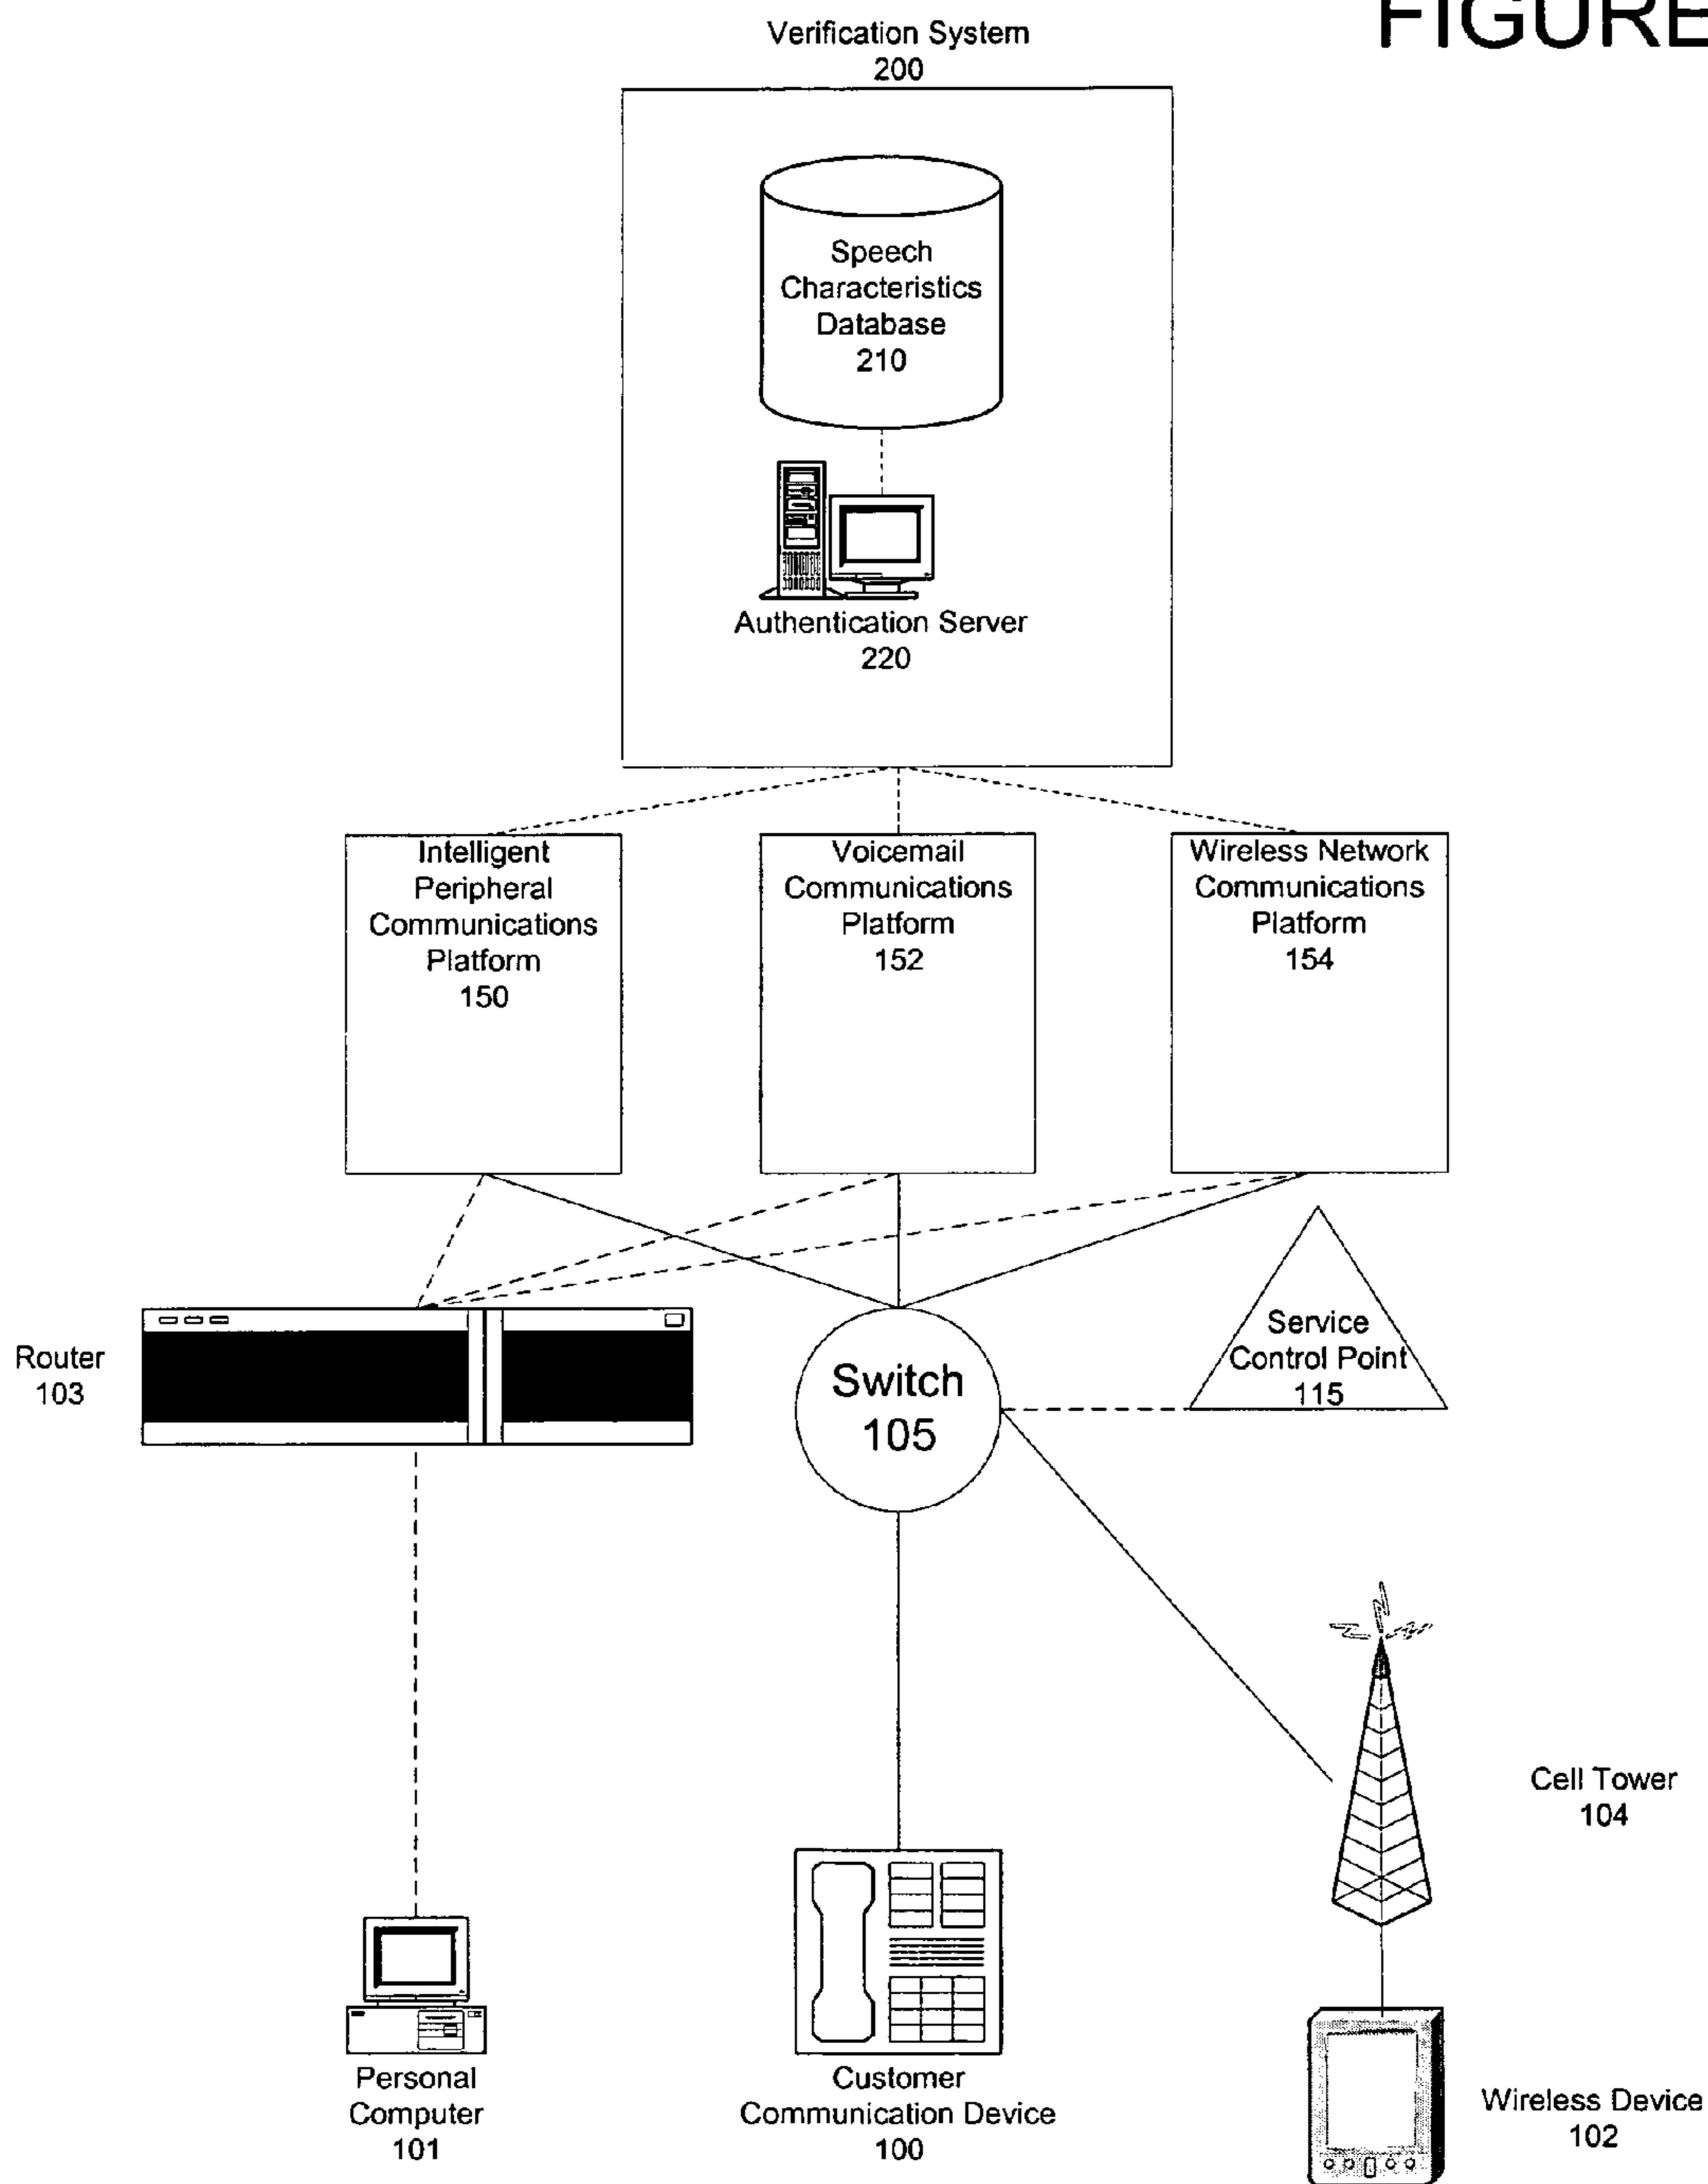 FIGURE
Verification System
200
Speech
Characteristics
Database
210
Authentication Server
220
Intelligent
Peripheral
Communications
Platform
150
Voicemail
Communications
Platform
152
Wireless Network
Communications
Platform
154
Router
103
Switch
105
Service
Control Point
115
Cell Tower
104
Personal
Computer
101
Customer
Communication Device
100
Wireless Device
102